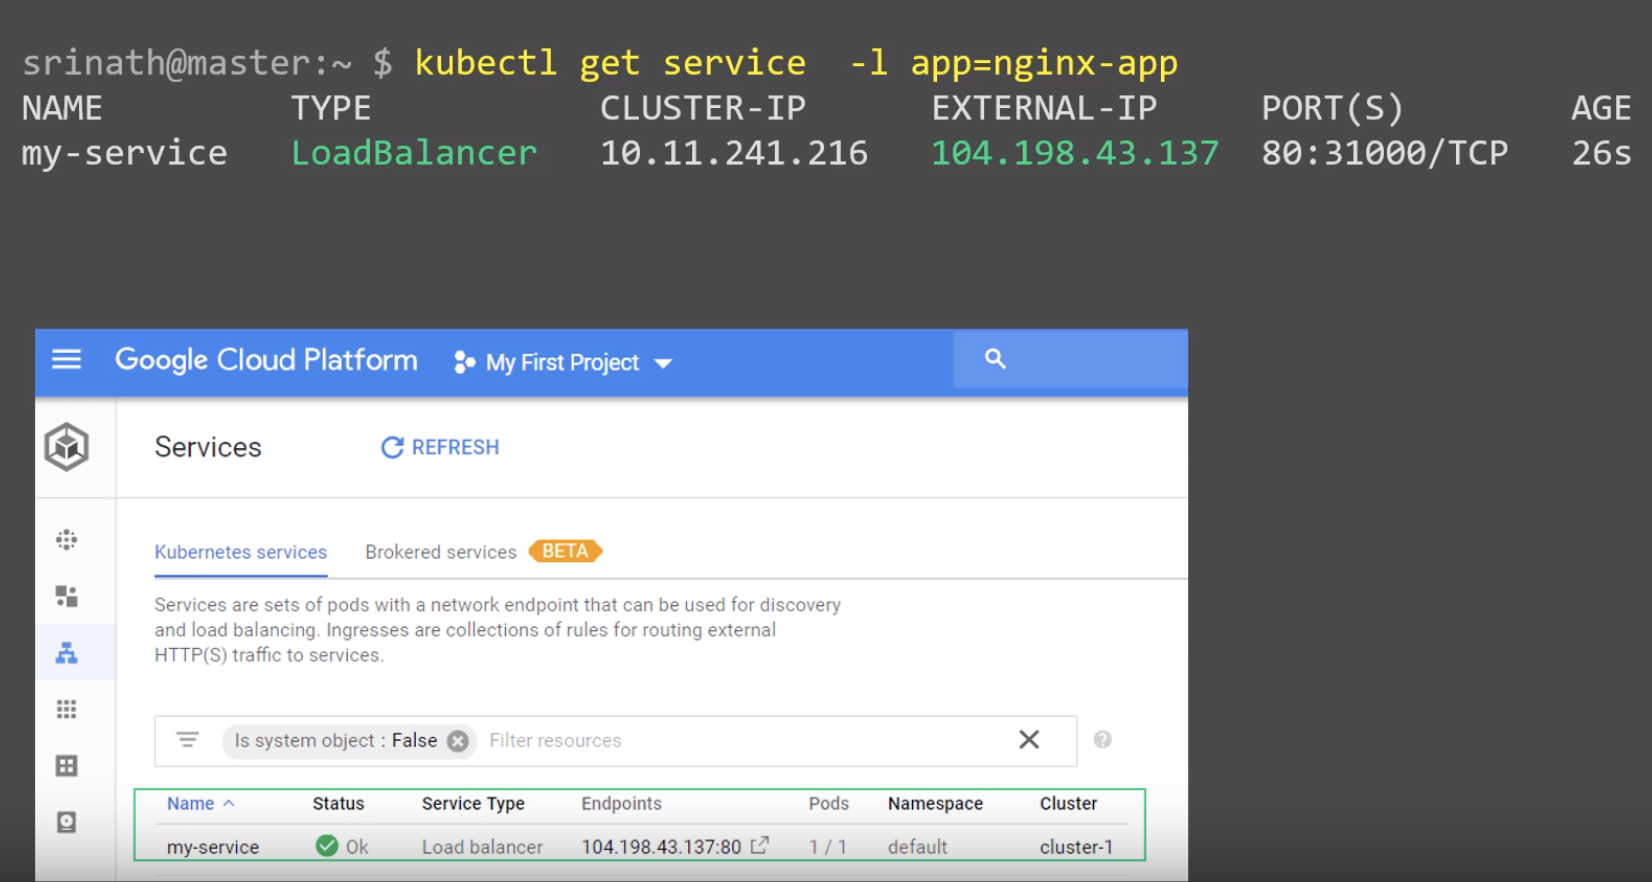 srinath@master:~ $ kubectl get service  -l app=nginx-app
NAME TYPE CLUSTER-IP EXTERNAL-IP PORT(S) AGE
my-service LoadBalancer 10.11.241.216 104.198.43.137 80:31000/TCP 26s
Google Cloud Platform My First Project
Services REFRESH
Kubernetes services Brokered services BETA
Services are sets of pods with a network endpoint that can be used for discovery
and load balancing. Ingresses are collections of rules for routing external
HTTP(S) traffic to services.
Is system object : False Filter resources
Name Status Service Type Endpoints Pods Namespace Cluster
my-service Ok Load balancer 104.198.43.137:80 1 / 1 default cluster-1